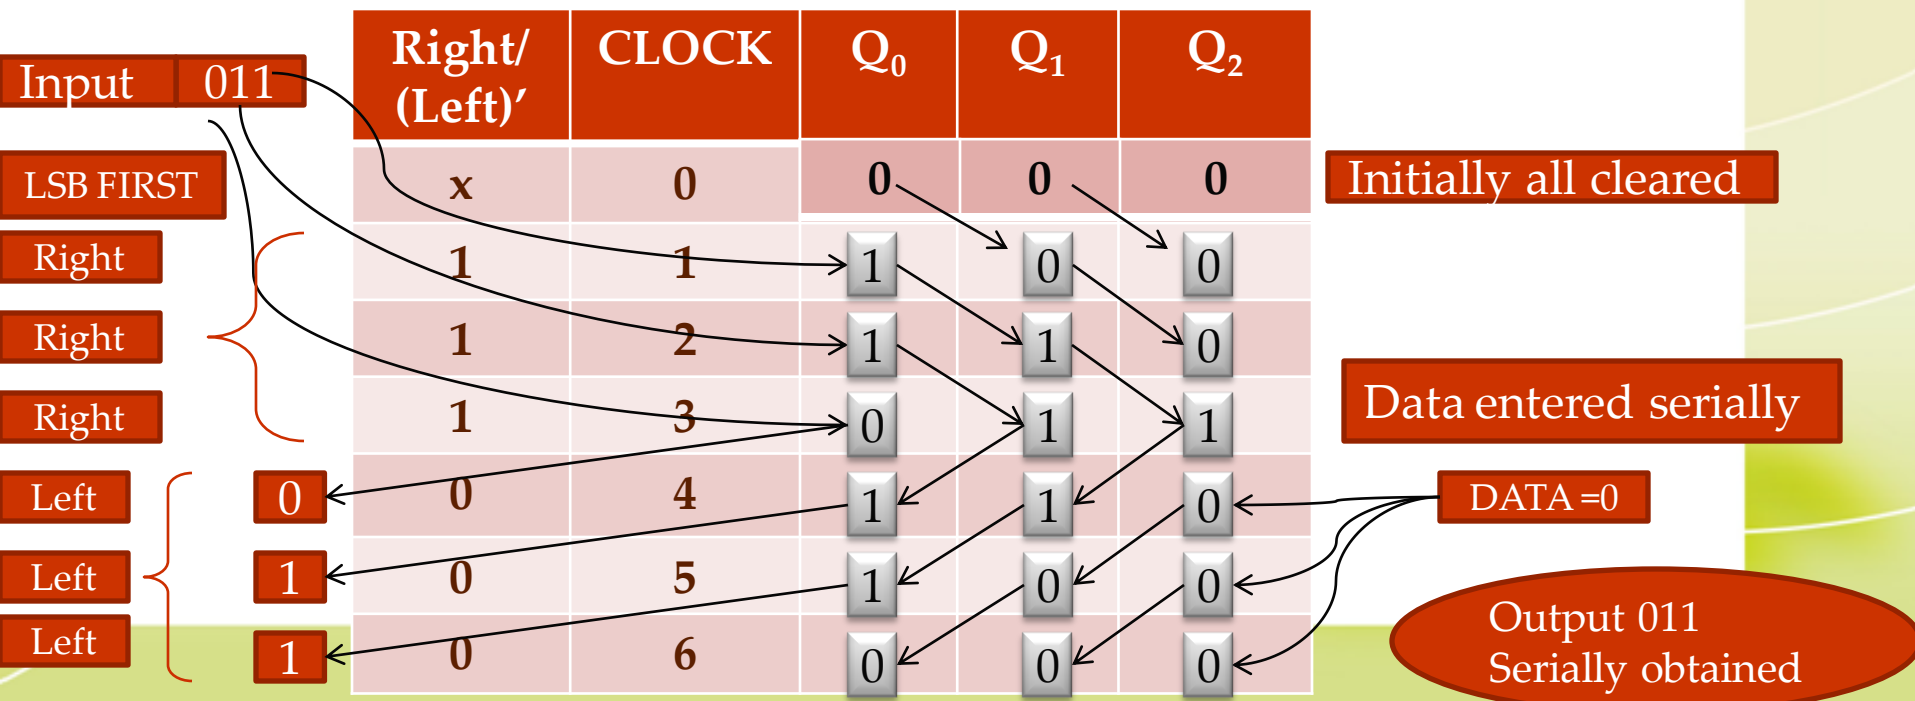 Input 011
Right/ (Left)’ CLOCK Q₀ Q₁ Q₂
LSB FIRST x 0 0 0 0 Initially all cleared
Right 1 1 1 0 0
Right 1 2 1 1 0
Right 1 3 0 1 1 Data entered serially
Left 0 0 4 1 1 0 DATA =0
Left 1 0 5 1 0 0
Left 1 0 6 0 0 0
Output 011
Serially obtained